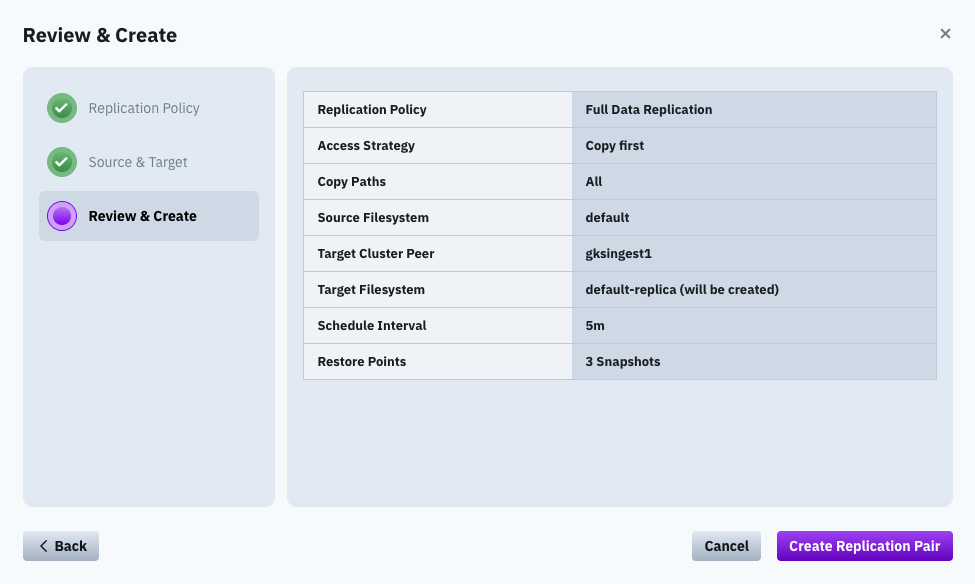 Review & Create
Replication Policy
Source & Target
Review & Create
Replication Policy Full Data Replication
Access Strategy Copy first
Copy Paths All
Source Filesystem default
Target Cluster Peer gksingest1
Target Filesystem default-replica (will be created)
Schedule Interval 5m
Restore Points 3 Snapshots
Back Cancel Create Replication Pair